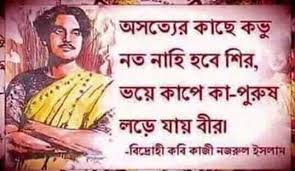 অসত্যের কাছে কভু
নত নাহি হবে শির,
ভয়ে কাপে কা-পুরুষ
লড়ে যায় বীর।
-বিদ্রোহী কবি কাজী নজরুল ইসলাম